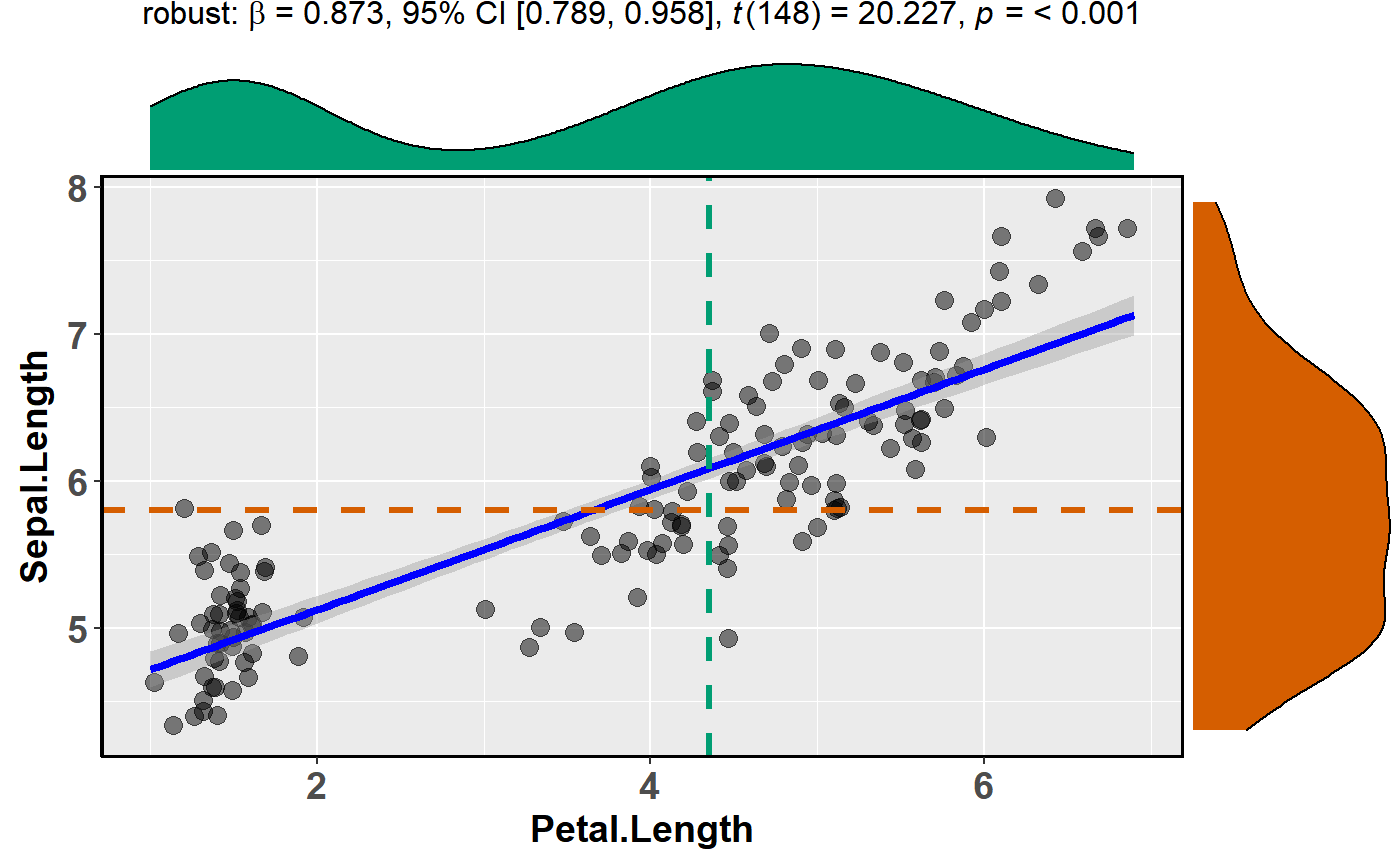 robust: β = 0.873, 95% CI [0.789, 0.958], t(148) = 20.227, p = < 0.001
8
7
6
5
Sepal.Length
2 4 6
Petal.Length